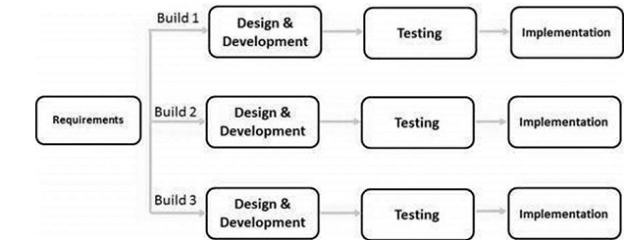 Build 1
Design &
Development
Testing
Implementation
Requirements
Build 2
Design &
Development
Testing
Implementation
Build 3
Design &
Development
Testing
Implementation